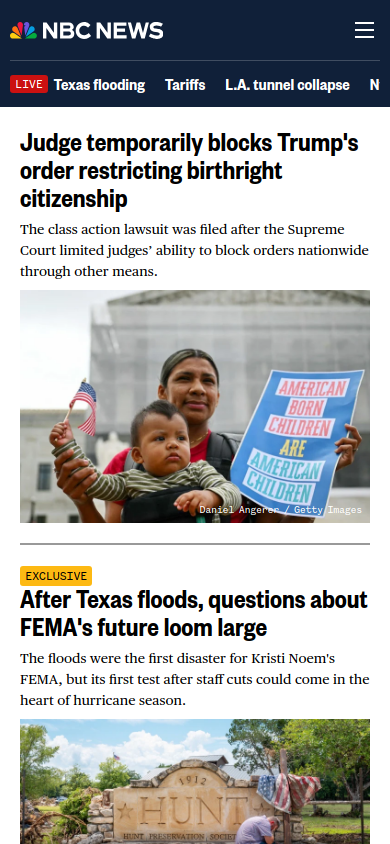 NBC NEWS
LIVE Texas flooding Tariffs L.A. tunnel collapse N
Judge temporarily blocks Trump's
order restricting birthright
citizenship
The class action lawsuit was filed after the Supreme
Court limited judges’ ability to block orders nationwide
through other means.
AMERICAN
BORN
CHILDREN
ARE
AMERICAN
CHILDREN
Daniel Angerer / Getty Images
EXCLUSIVE
After Texas floods, questions about
FEMA's future loom large
The floods were the first disaster for Kristi Noem's
FEMA, but its first test after staff cuts could come in the
heart of hurricane season.
1912
HUNT
HUNT PRESERVATION SOCIETY